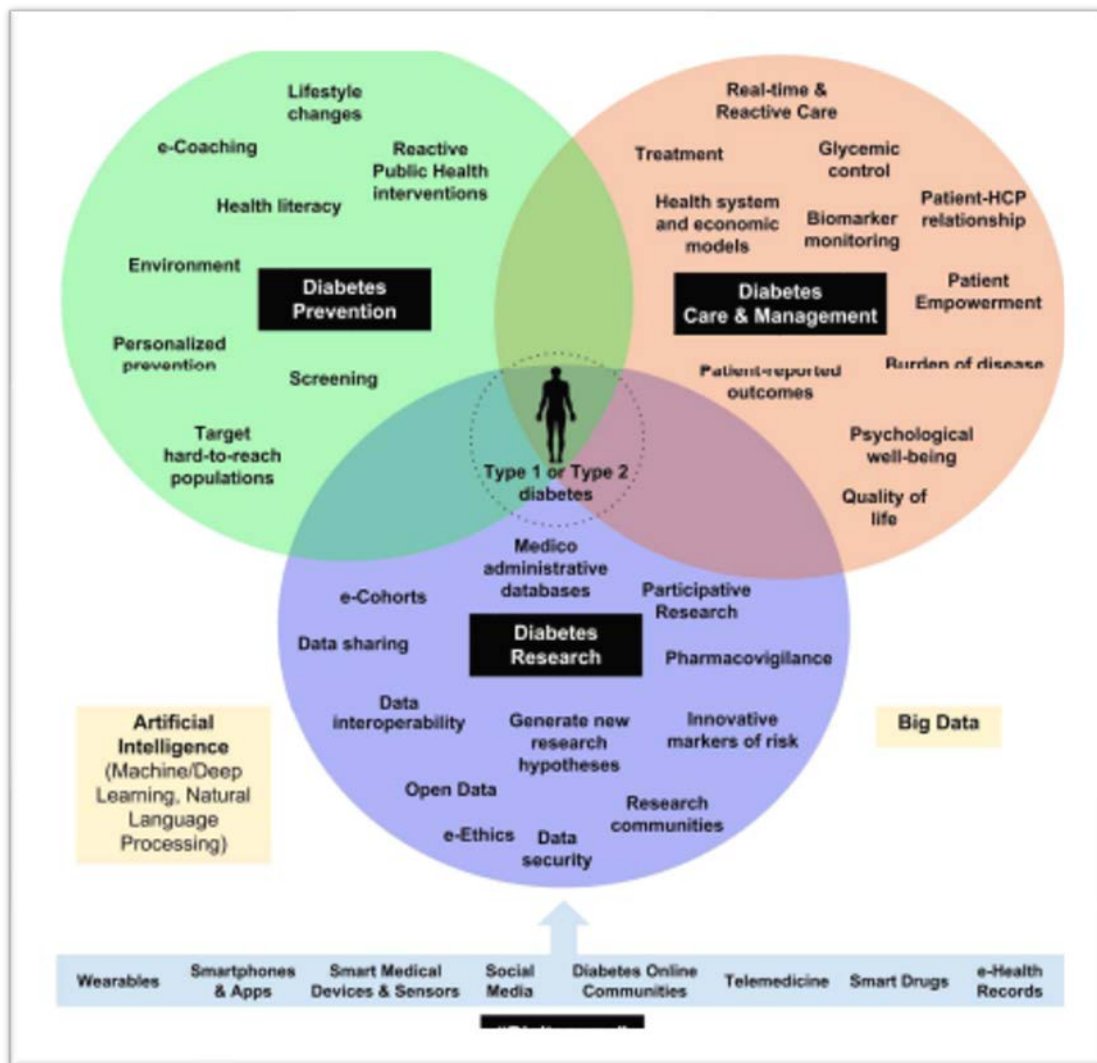 Lifestyle
changes
e-Coaching
Reactive
Public Health
interventions
Health literacy
Environment
Diabetes
Prevention
Personalized
prevention
Screening
Target
hard-to-reach
populations
Real-time &
Reactive Care
Treatment
Glycemic
control
Health system
and economic
models
Biomarker
monitoring
Patient-HCP
relationship
Diabetes
Care & Management
Patient
Empowerment
Patient-reported
outcomes
Burden of disease
Psychological
well-being
Quality of
life
Type 1 or Type 2
diabetes
Medico
administrative
databases
e-Cohorts
Participative
Research
Data sharing
Diabetes
Research
Pharmacovigilance
Data
interoperability
Generate new
research
hypotheses
Innovative
markers of risk
Open Data
Research
communities
e-Ethics
Data
security
Artificial
Intelligence
(Machine/Deep
Learning, Natural
Language
Processing)
Big Data
Wearables
Smartphones
& Apps
Smart Medical
Devices & Sensors
Social
Media
Diabetes Online
Communities
Telemedicine
Smart Drugs
e-Health
Records